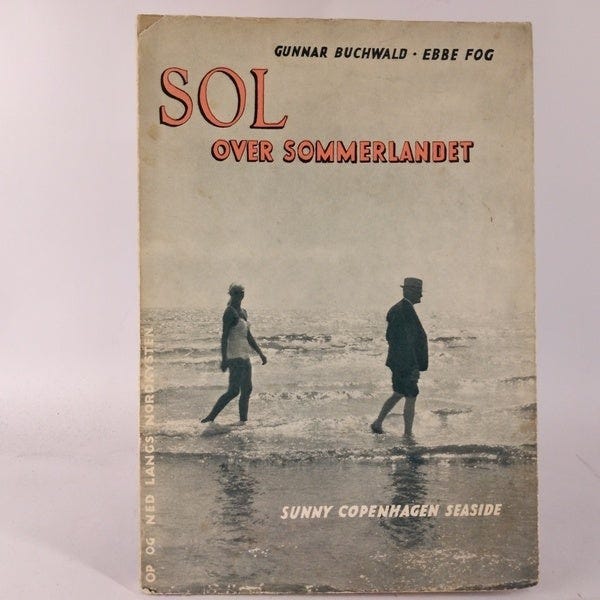 GUNNAR BUCHWALD · EBBE FOG
SOL
OVER SOMMERLANDET
OP OG NED LANGS NORDKYSTEN
SUNNY COPENHAGEN SEASIDE